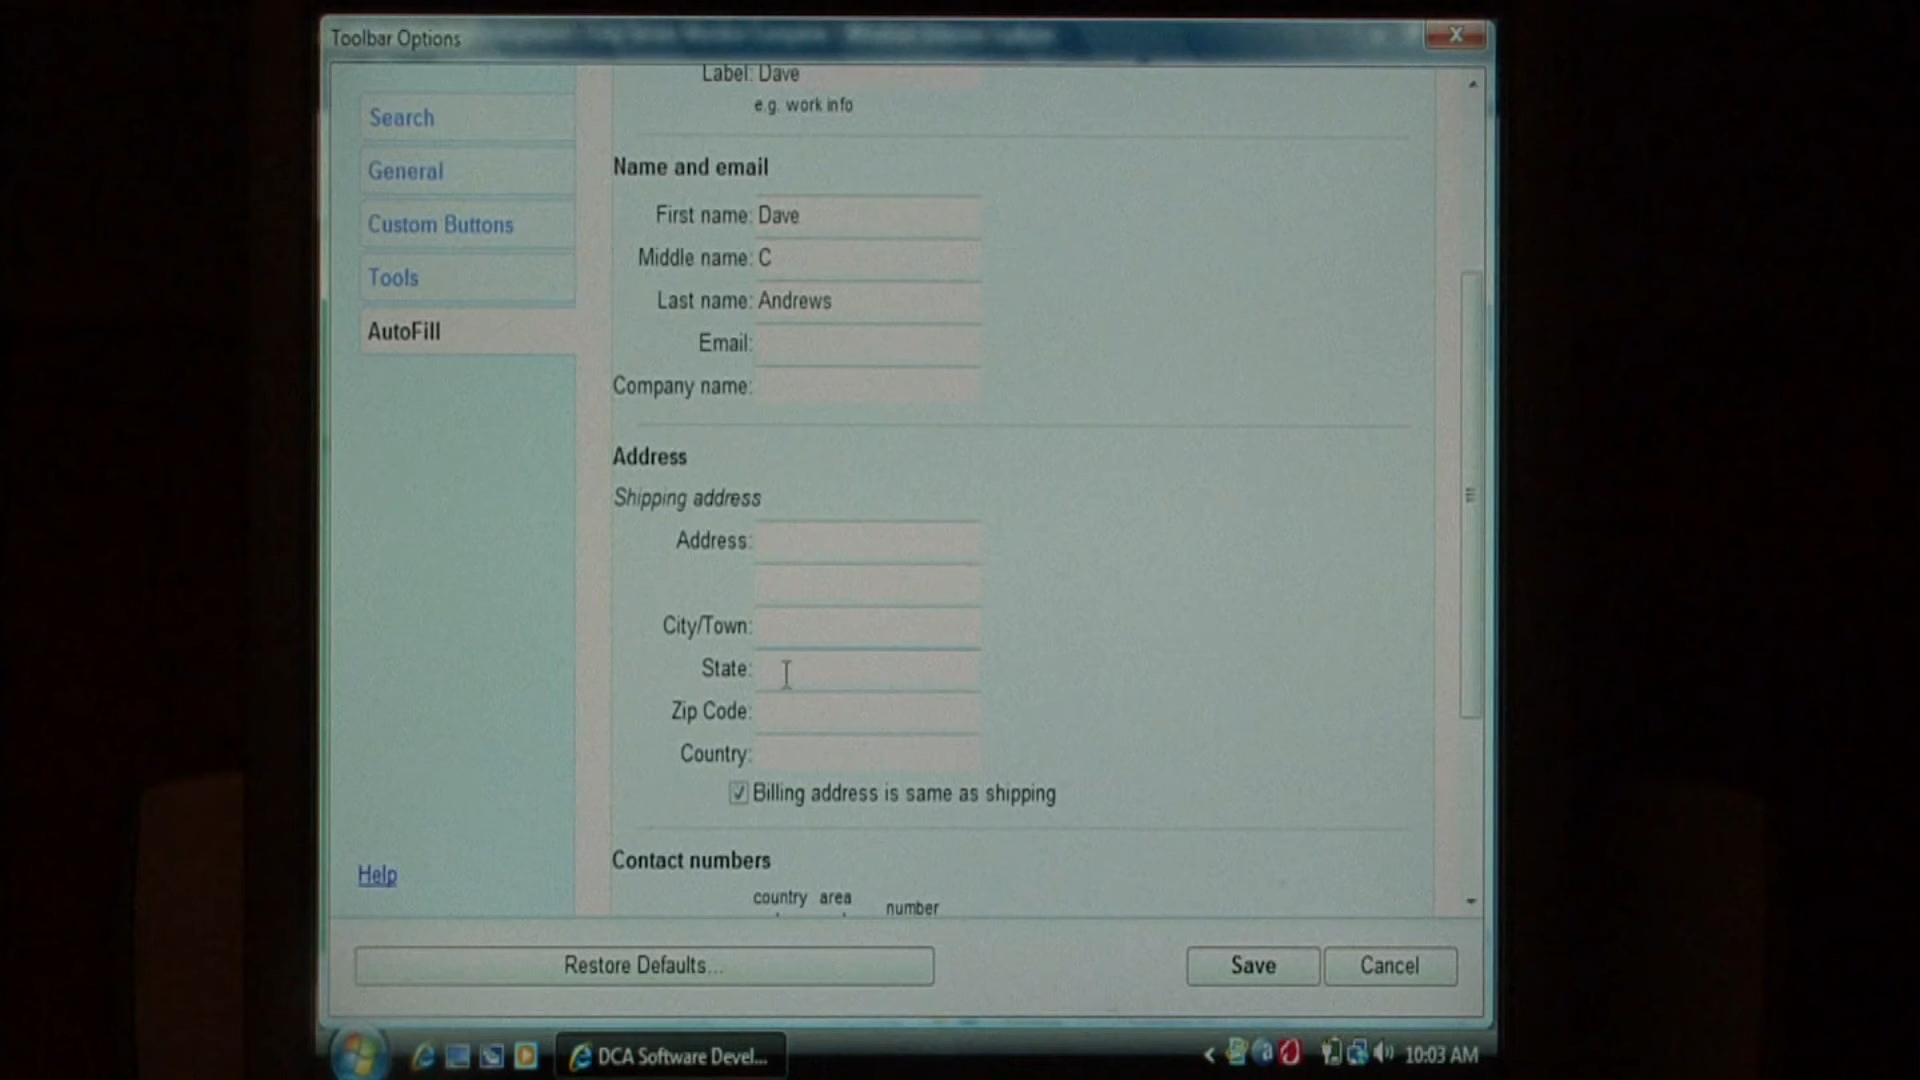 Toolbar Options
X
Label: Dave
e.g. work info
Search
General
Custom Buttons
Tools
AutoFill
Name and email
First name: Dave
Middle name: C
Last name: Andrews
Email:
Company name:
Address
Shipping address
Address:
City/Town:
State:
Zip Code:
Country:
Billing address is same as shipping
Contact numbers
country area
number
Help
Restore Defaults...
Save
Cancel
DCA Software Devel...
10:03 AM